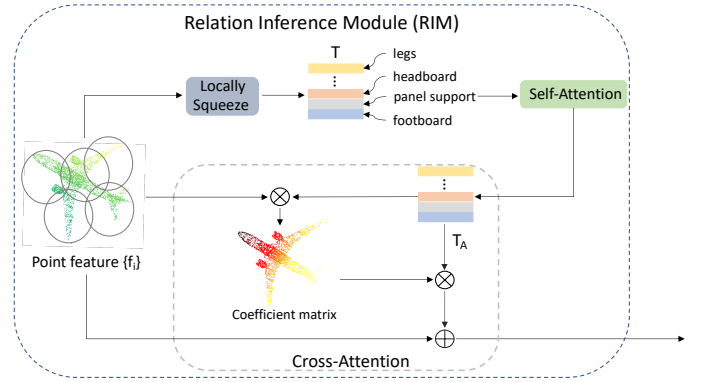 Relation Inference Module (RIM)
T
legs
headboard
panel support
footboard
Locally
Squeeze
Self-Attention
Point feature {fᵢ}
T_A
Coefficient matrix
Cross-Attention